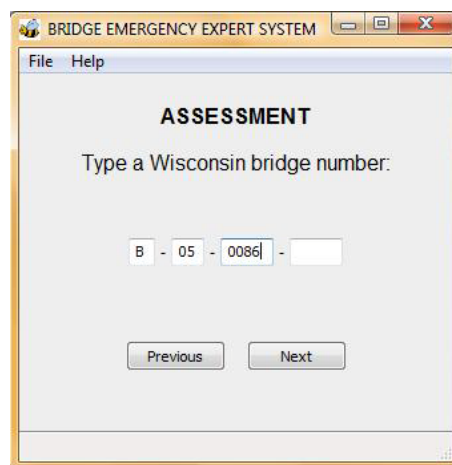 BRIDGE EMERGENCY EXPERT SYSTEM
File Help
ASSESSMENT
Type a Wisconsin bridge number:
B - 05 - 0086 -
Previous Next